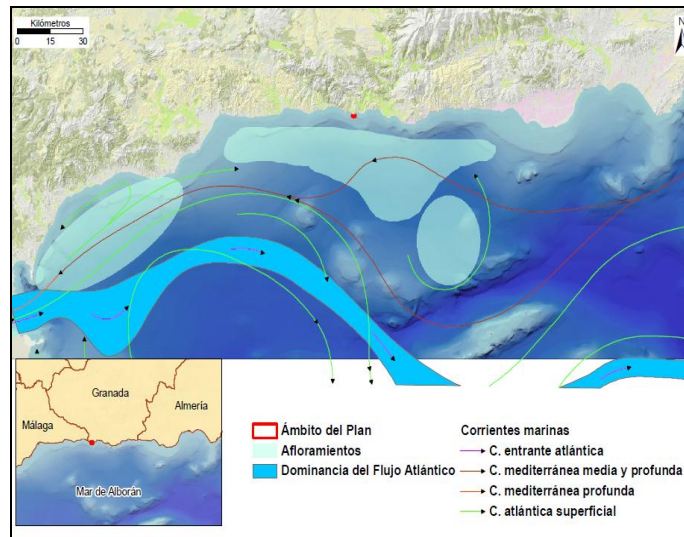 Kilómetros
0 15 30
N
Granada
Málaga
Almería
Mar de Alborán
Ámbito del Plan
Afloramientos
Dominancia del Flujo Atlántico
Corrientes marinas
C. entrante atlántica
C. mediterránea media y profunda
C. mediterránea profunda
C. atlántica superficial